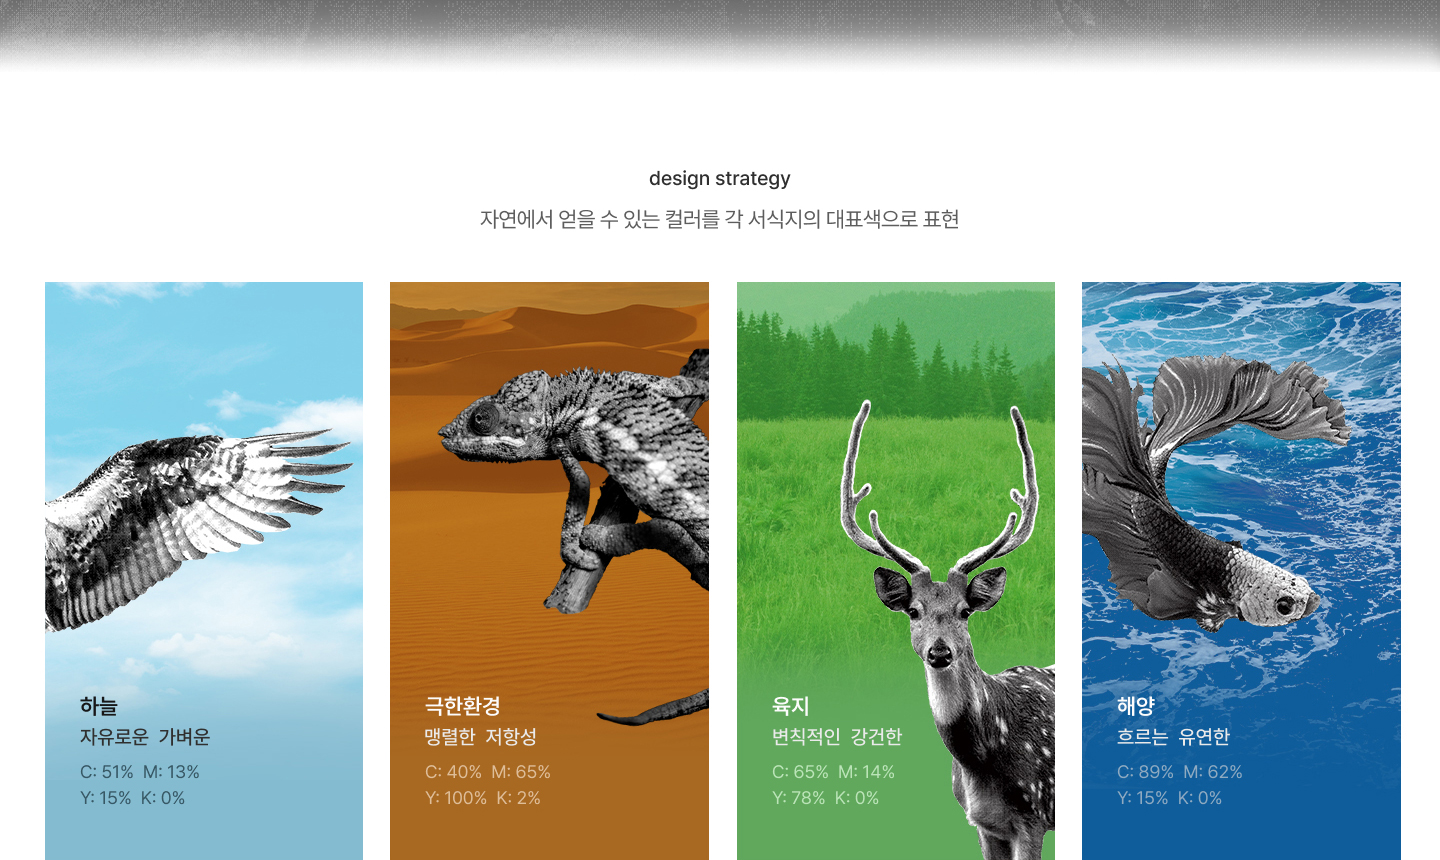 design strategy
자연에서 얻을 수 있는 컬러를 각 서식지의 대표색으로 표현
하늘
자유로운 가벼운
C: 51% M: 13%
Y: 15% K: 0%
극한환경
맹렬한 저항성
C: 40% M: 65%
Y: 100% K: 2%
육지
변칙적인 강건한
C: 65% M: 14%
Y: 78% K: 0%
해양
흐르는 유연한
C: 89% M: 62%
Y: 15% K: 0%